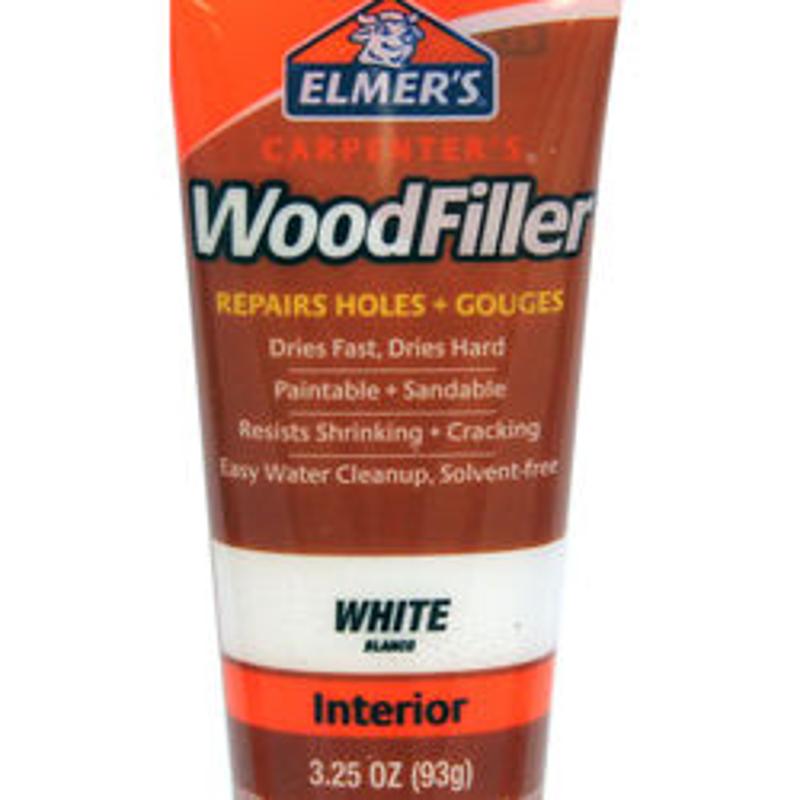 ELMER'S
CARPENTER'S®
WoodFiller
REPAIRS HOLES + GOUGES
Dries Fast, Dries Hard
Paintable + Sandable
Resists Shrinking + Cracking
Easy Water Cleanup, Solvent-free
WHITE
BLANCO
Interior
3.25 OZ (93g)